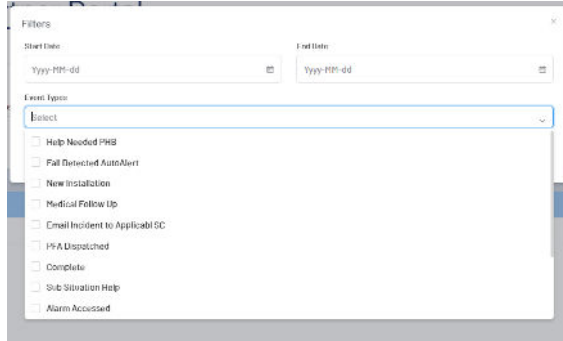 Filters
×
Start Date
End Date
Yyyy-MM-dd
Yyyy-MM-dd
Event Types
Select
Help Needed PHB
Fall Detected AutoAlert
New Installation
Medical Follow Up
Email Incident to Applicabl SC
PFA Dispatched
Complete
Sub Situation Help
Alarm Accessed